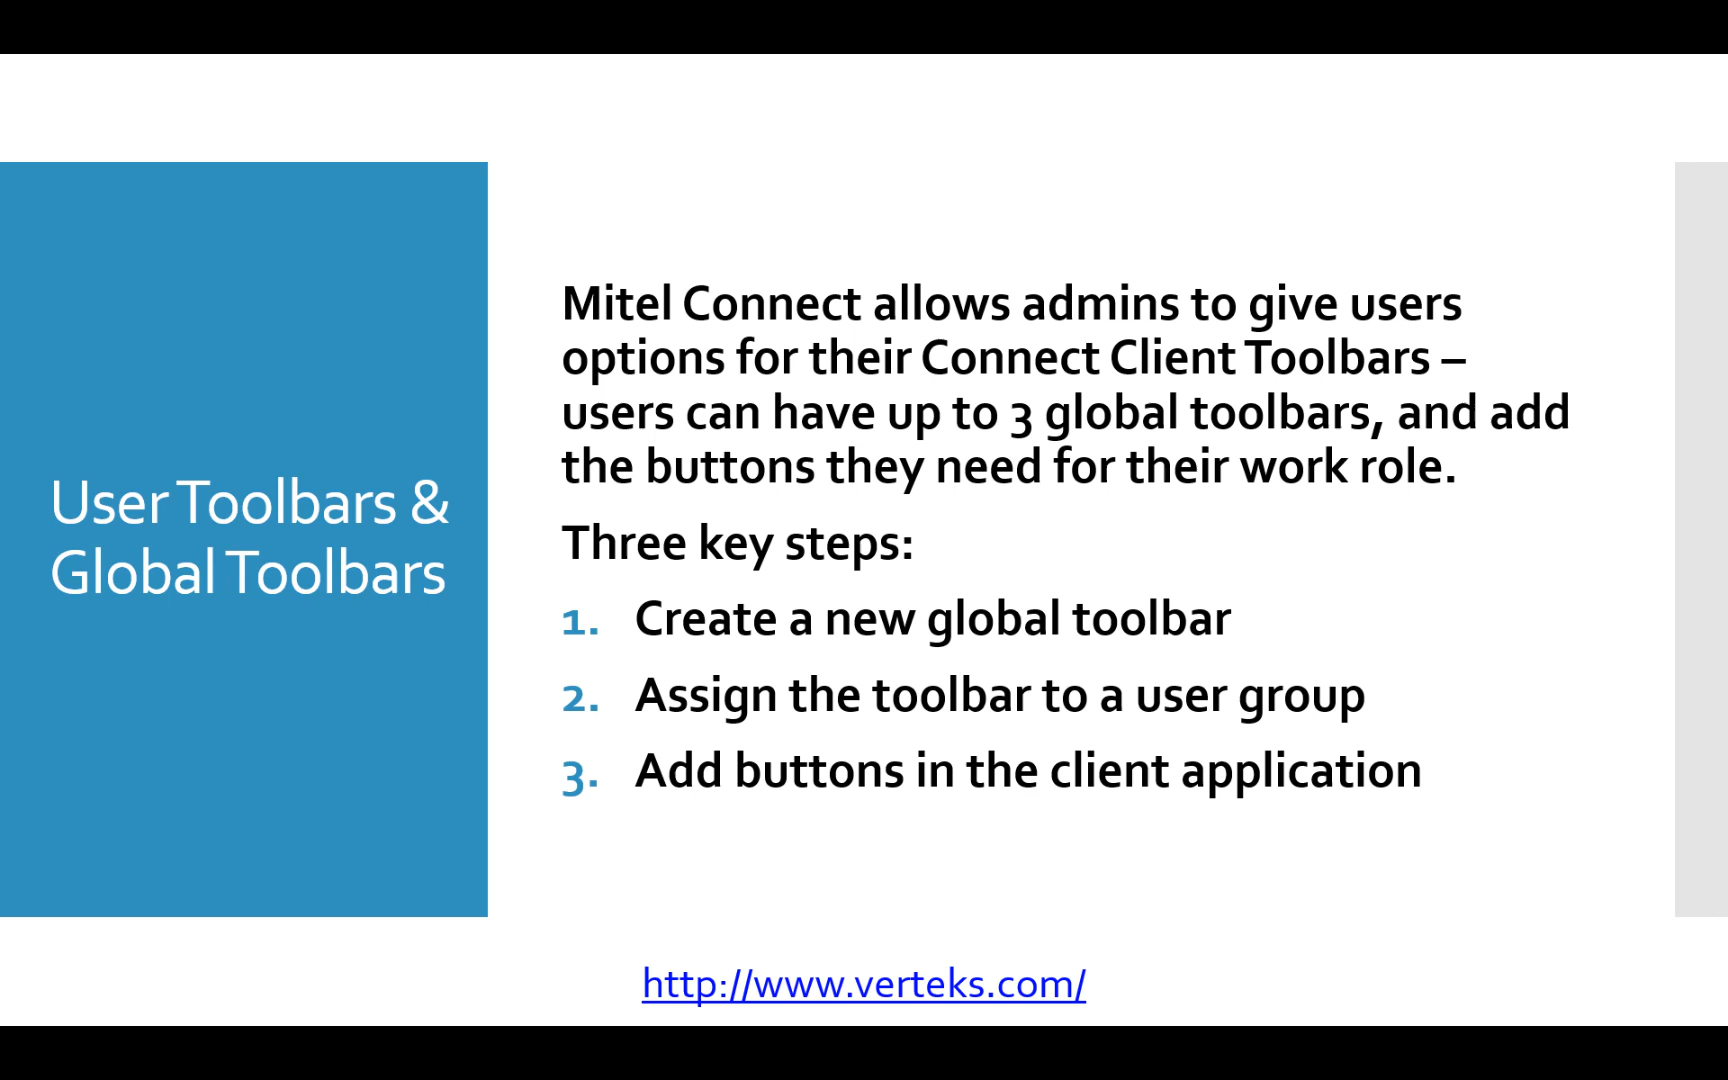 User Toolbars &
Global Toolbars
Mitel Connect allows admins to give users
options for their Connect Client Toolbars –
users can have up to 3 global toolbars, and add
the buttons they need for their work role.
Three key steps:
1. Create a new global toolbar
2. Assign the toolbar to a user group
3. Add buttons in the client application
http://www.verteks.com/